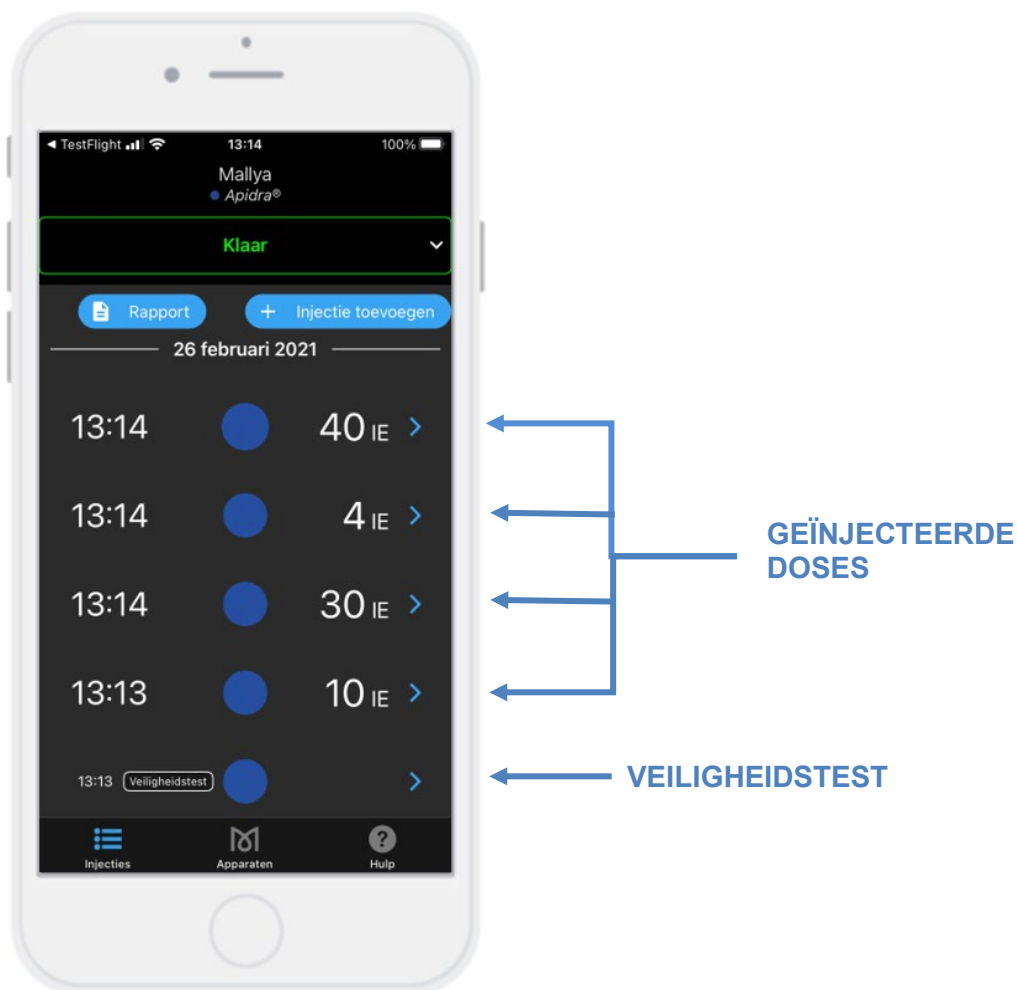 TestFlight 13:14 100%
Mallya
Apidra®
Klaar
Rapport + Injectie toevoegen
26 februari 2021
13:14 40 IE
13:14 4 IE
13:14 30 IE
13:13 10 IE
13:13 Veiligheidstest
Injecties Apparaten ? Hulp
GEÏNJECTEERDE
DOSES
VEILIGHEIDSTEST